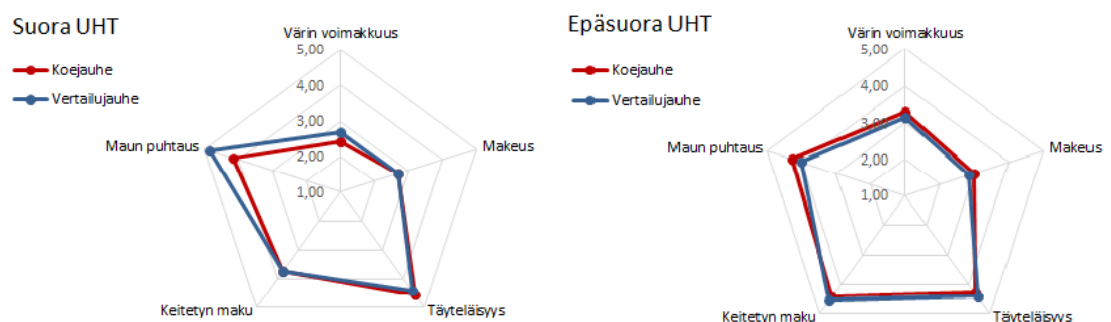 Suora UHT
Koejauhe
Vertailujauhe
Värin voimakkuus
5,00
4,00
3,00
2,00
1,00
Makeus
Täyteläisyys
Keitetyn maku
Maun puhtaus
Epäsuora UHT
Koejauhe
Vertailujauhe
Värin voimakkuus
5,00
4,00
3,00
2,00
1,00
Makeus
Täyteläisyys
Keitetyn maku
Maun puhtaus